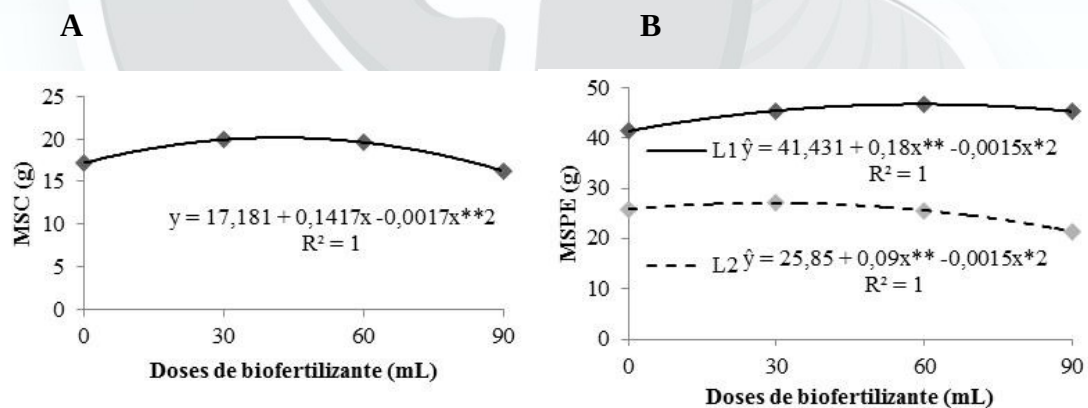 A
B
25
20
15
10
5
0
MSC (g)
y = 17,181 + 0,1417x -0,0017x**2
R² = 1
0 30 60 90
Doses de biofertilizante (mL)
50
40
30
20
10
0
MSPE (g)
L1 ŷ = 41,431 + 0,18x** -0,0015x*2
R² = 1
L2 ŷ = 25,85 + 0,09x** -0,0015x*2
R² = 1
0 30 60 90
Doses de biofertilizante (mL)